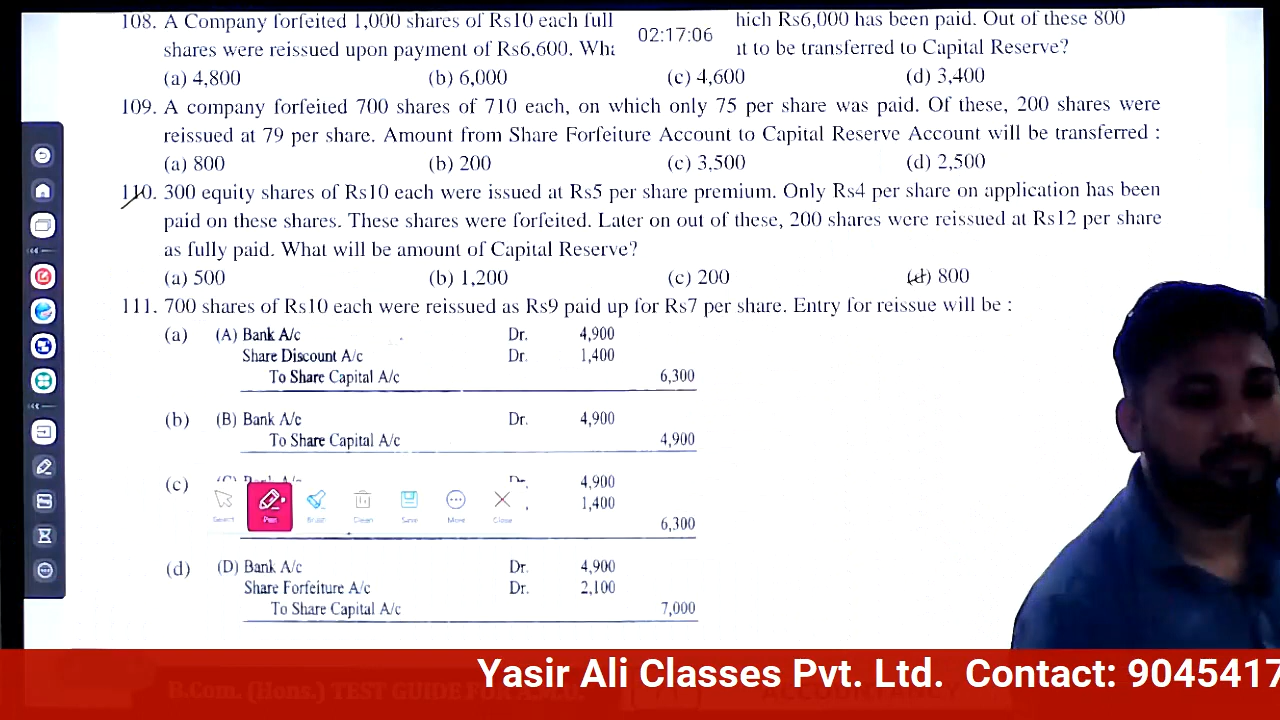 108. A Company forfeited 1,000 shares of Rs10 each full hich Rs6,000 has been paid. Out of these 800
02:17:06
shares were reissued upon payment of Rs6,600. Wha it to be transferred to Capital Reserve?
(a) 4,800 (b) 6,000 (c) 4,600 (d) 3,400
109. A company forfeited 700 shares of 710 each, on which only 75 per share was paid. Of these, 200 shares were
reissued at 79 per share. Amount from Share Forfeiture Account to Capital Reserve Account will be transferred :
(a) 800 (b) 200 (c) 3,500 (d) 2,500
110. 300 equity shares of Rs10 each were issued at Rs5 per share premium. Only Rs4 per share on application has been
paid on these shares. These shares were forfeited. Later on out of these, 200 shares were reissued at Rs12 per share
as fully paid. What will be amount of Capital Reserve?
(a) 500 (b) 1,200 (c) 200 (d) 800
111. 700 shares of Rs10 each were reissued as Rs9 paid up for Rs7 per share. Entry for reissue will be :
(a) (A) Bank A/c Dr. 4,900
Share Discount A/c Dr. 1,400
To Share Capital A/c 6,300
(b) (B) Bank A/c Dr. 4,900
To Share Capital A/c 4,900
(c) 4,900
1,400
6,300
Select Pen Brush Clean Save More Close
(d) (D) Bank A/c Dr. 4,900
Share Forfeiture A/c Dr. 2,100
To Share Capital A/c 7,000
Yasir Ali Classes Pvt. Ltd. Contact: 9045417
B.Com. (Hons.) TEST GUIDE